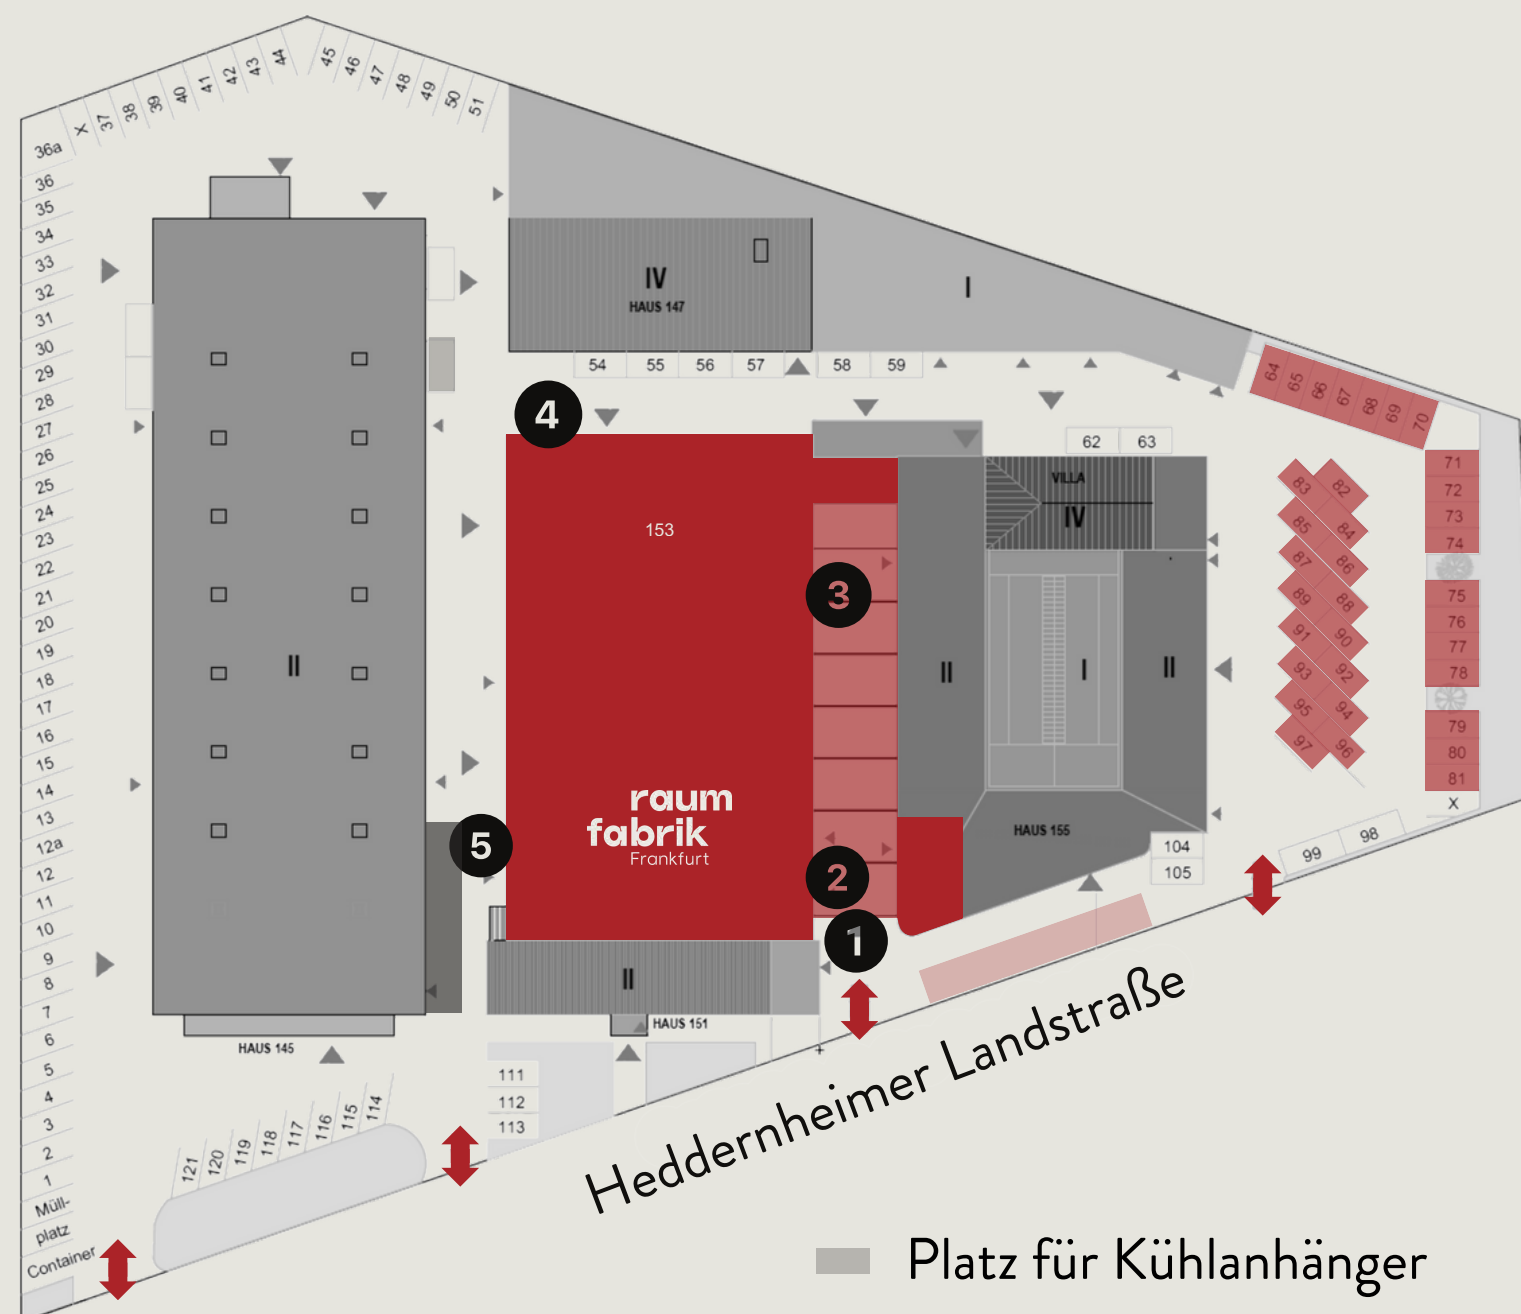 45
46
47
48
49
50
51
44
43
42
41
40
39
38
37
X
36a
36
35
34
33
32
31
30
29
28
27
26
25
24
23
22
21
20
19
18
17
16
15
14
13
12a
12
11
10
9
8
7
6
5
4
3
2
1
Müll-
platz
Container
IV
HAUS 147
I
54 55 56 57 58 59
64 65 66 67 68 69 70
62 63
71
72
73
74
75
76
77
78
79
80
81
X
83 82
85 84
87 86
89 88
91 90
93 92
95 94
97 96
99 98
104
105
VILLA
IV
II
I
II
HAUS 155
4
153
3
2
1
5
raum
fabrik
Frankfurt
II
HAUS 151
II
HAUS 145
111
112
113
121 120 119 118 117 116 115 114
Heddernheimer Landstraße
Platz für Kühlanhänger